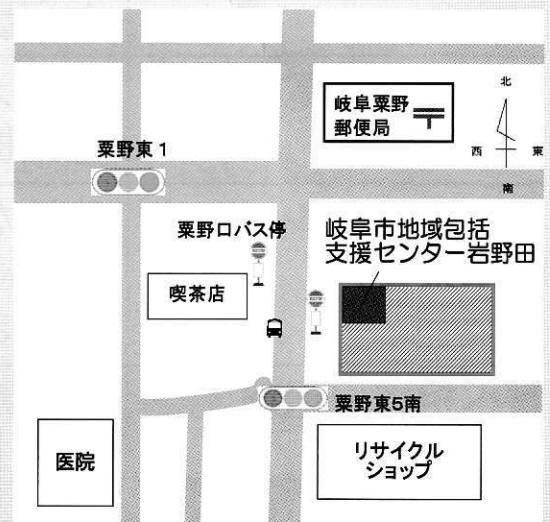 岐阜粟野
郵便局
北
西
東
南
粟野東1
粟野口バス停
岐阜市地域包括
支援センター岩野田
喫茶店
粟野東5南
医院
リサイクル
ショップ